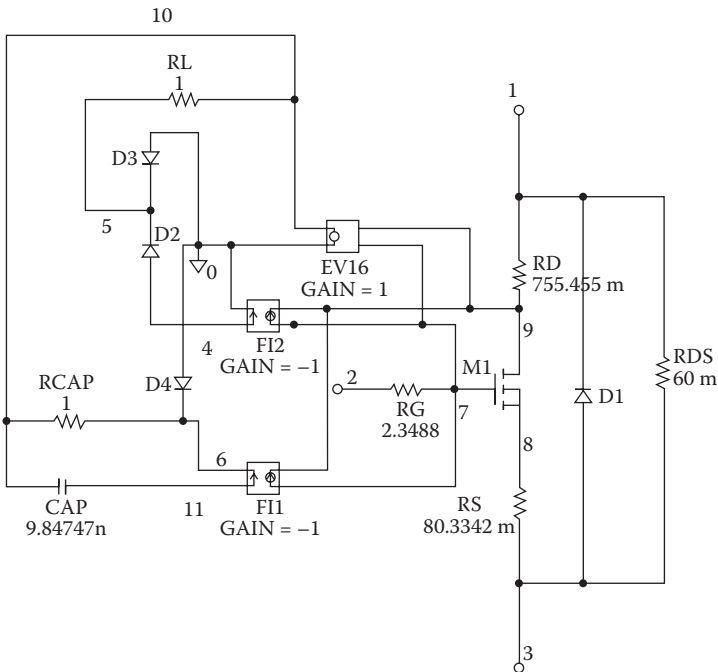 10
RL
1
1
D3
5
D2
0
EV16
GAIN = 1
RD
755.455 m
9
4
FI2
GAIN = −1
2
M1
RDS
60 m
RCAP
1
D4
RG
2.3488
7
D1
8
6
CAP
9.84747n
11
FI1
GAIN = −1
RS
80.3342 m
3